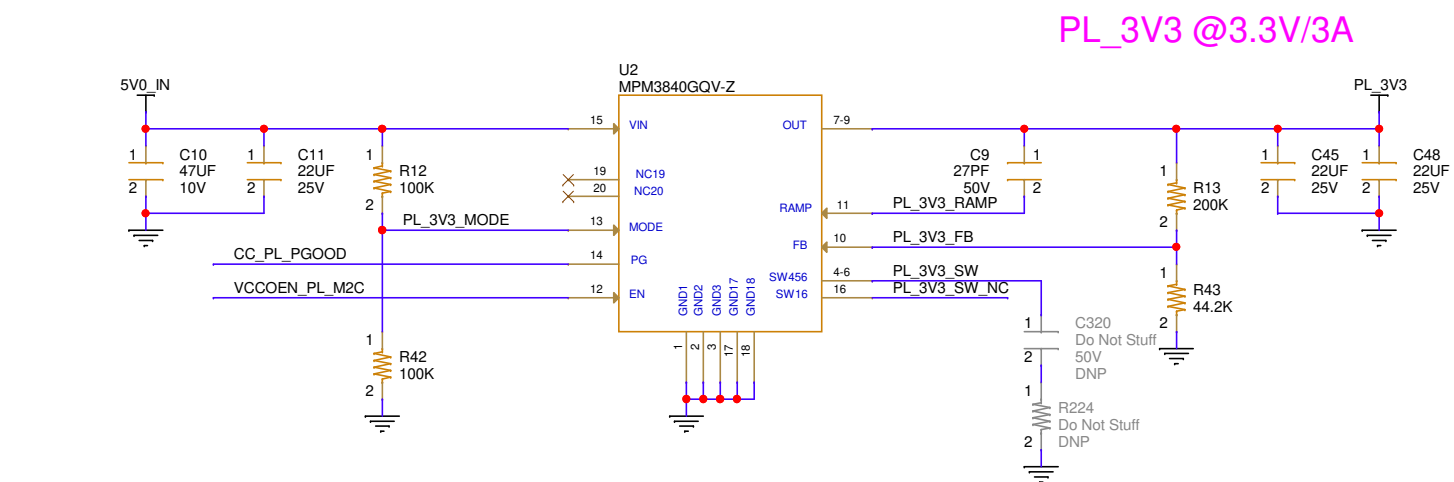 PL_3V3 @3.3V/3A
U2
MPM3840GQV-Z
5V0_IN
PL_3V3
15
VIN
OUT
7-9
1
C10
47UF
10V
2
1
C11
22UF
25V
2
1
R12
100K
2
19
NC19
20
NC20
PL_3V3_MODE
13
MODE
CC_PL_PGOOD
14
PG
VCCOEN_PL_M2C
12
EN
GND1
GND2
GND3
GND17
GND18
1
2
3
17
18
1
R42
100K
2
RAMP
11
PL_3V3_RAMP
FB
10
PL_3V3_FB
SW456
4-6
PL_3V3_SW
SW16
16
PL_3V3_SW_NC
C9
27PF
50V
1
2
1
R13
200K
2
1
R43
44.2K
2
1
C45
22UF
25V
2
1
C48
22UF
25V
2
1
C320
Do Not Stuff
50V
DNP
2
1
R224
Do Not Stuff
DNP
2